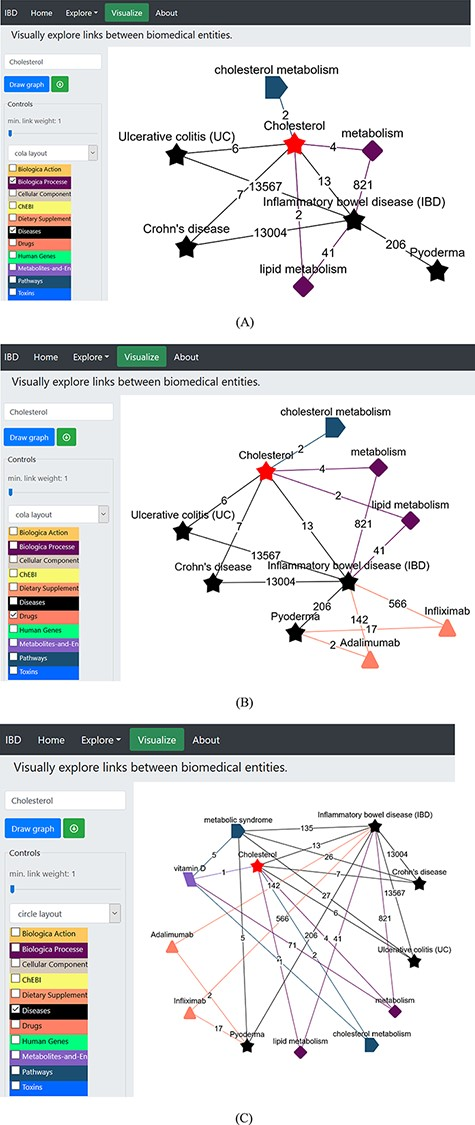 IBD Home Explore Visualize About
Visually explore links between biomedical entities.
Cholesterol
Draw graph
Controls
min. link weight: 1
cola layout
Biologica Action
Biologica Processe
Cellular Component
ChEBI
Dietary Supplement
Diseases
Drugs
Human Genes
Metabolites-and-En
Pathways
Toxins
cholesterol metabolism
2
Cholesterol
Ulcerative colitis (UC)
6
4
metabolism
7
13567
13
821
Inflammatory bowel disease (IBD)
2
Crohn's disease
13004
41
206
Pyoderma
lipid metabolism
(A)
IBD Home Explore Visualize About
Visually explore links between biomedical entities.
Cholesterol
Draw graph
Controls
min. link weight: 1
cola layout
Biologica Action
Biologica Processe
Cellular Component
ChEBI
Dietary Supplement
Diseases
Drugs
Human Genes
Metabolites-and-En
Pathways
Toxins
cholesterol metabolism
2
Cholesterol
metabolism
4
2
lipid metabolism
6
Ulcerative colitis (UC)
7
13
821
13567
41
Crohn's disease
Inflammatory bowel disease (IBD)
13004
206
566
Pyoderma
142
17
Infliximab
2
Adalimumab
(B)
IBD Home Explore Visualize About
Visually explore links between biomedical entities.
Cholesterol
Draw graph
Controls
min. link weight: 1
circle layout
Biologica Action
Biologica Processe
Cellular Component
ChEBI
Dietary Supplement
Diseases
Drugs
Human Genes
Metabolites-and-En
Pathways
Toxins
metabolic syndrome
Inflammatory bowel disease (IBD)
135
13
13004
5
Cholesterol
26
vitamin D
1
7
Crohn's disease
142
27
13567
6
566
821
Adalimumab
5
206
4
41
71
2
Ulcerative colitis (UC)
Infliximab
2
metabolism
17
Pyoderma
lipid metabolism
cholesterol metabolism
(C)